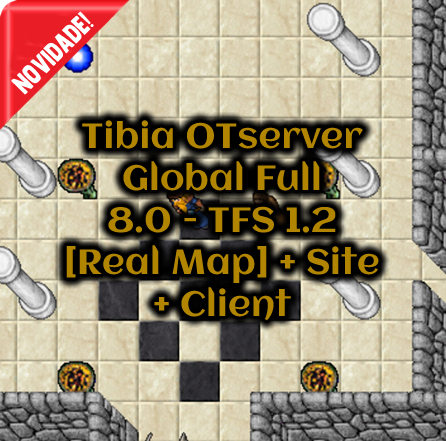 NOVIDADE!
Tibia OTserver
Global Full
8.0 - TFS 1.2
[Real Map] + Site
+ Client